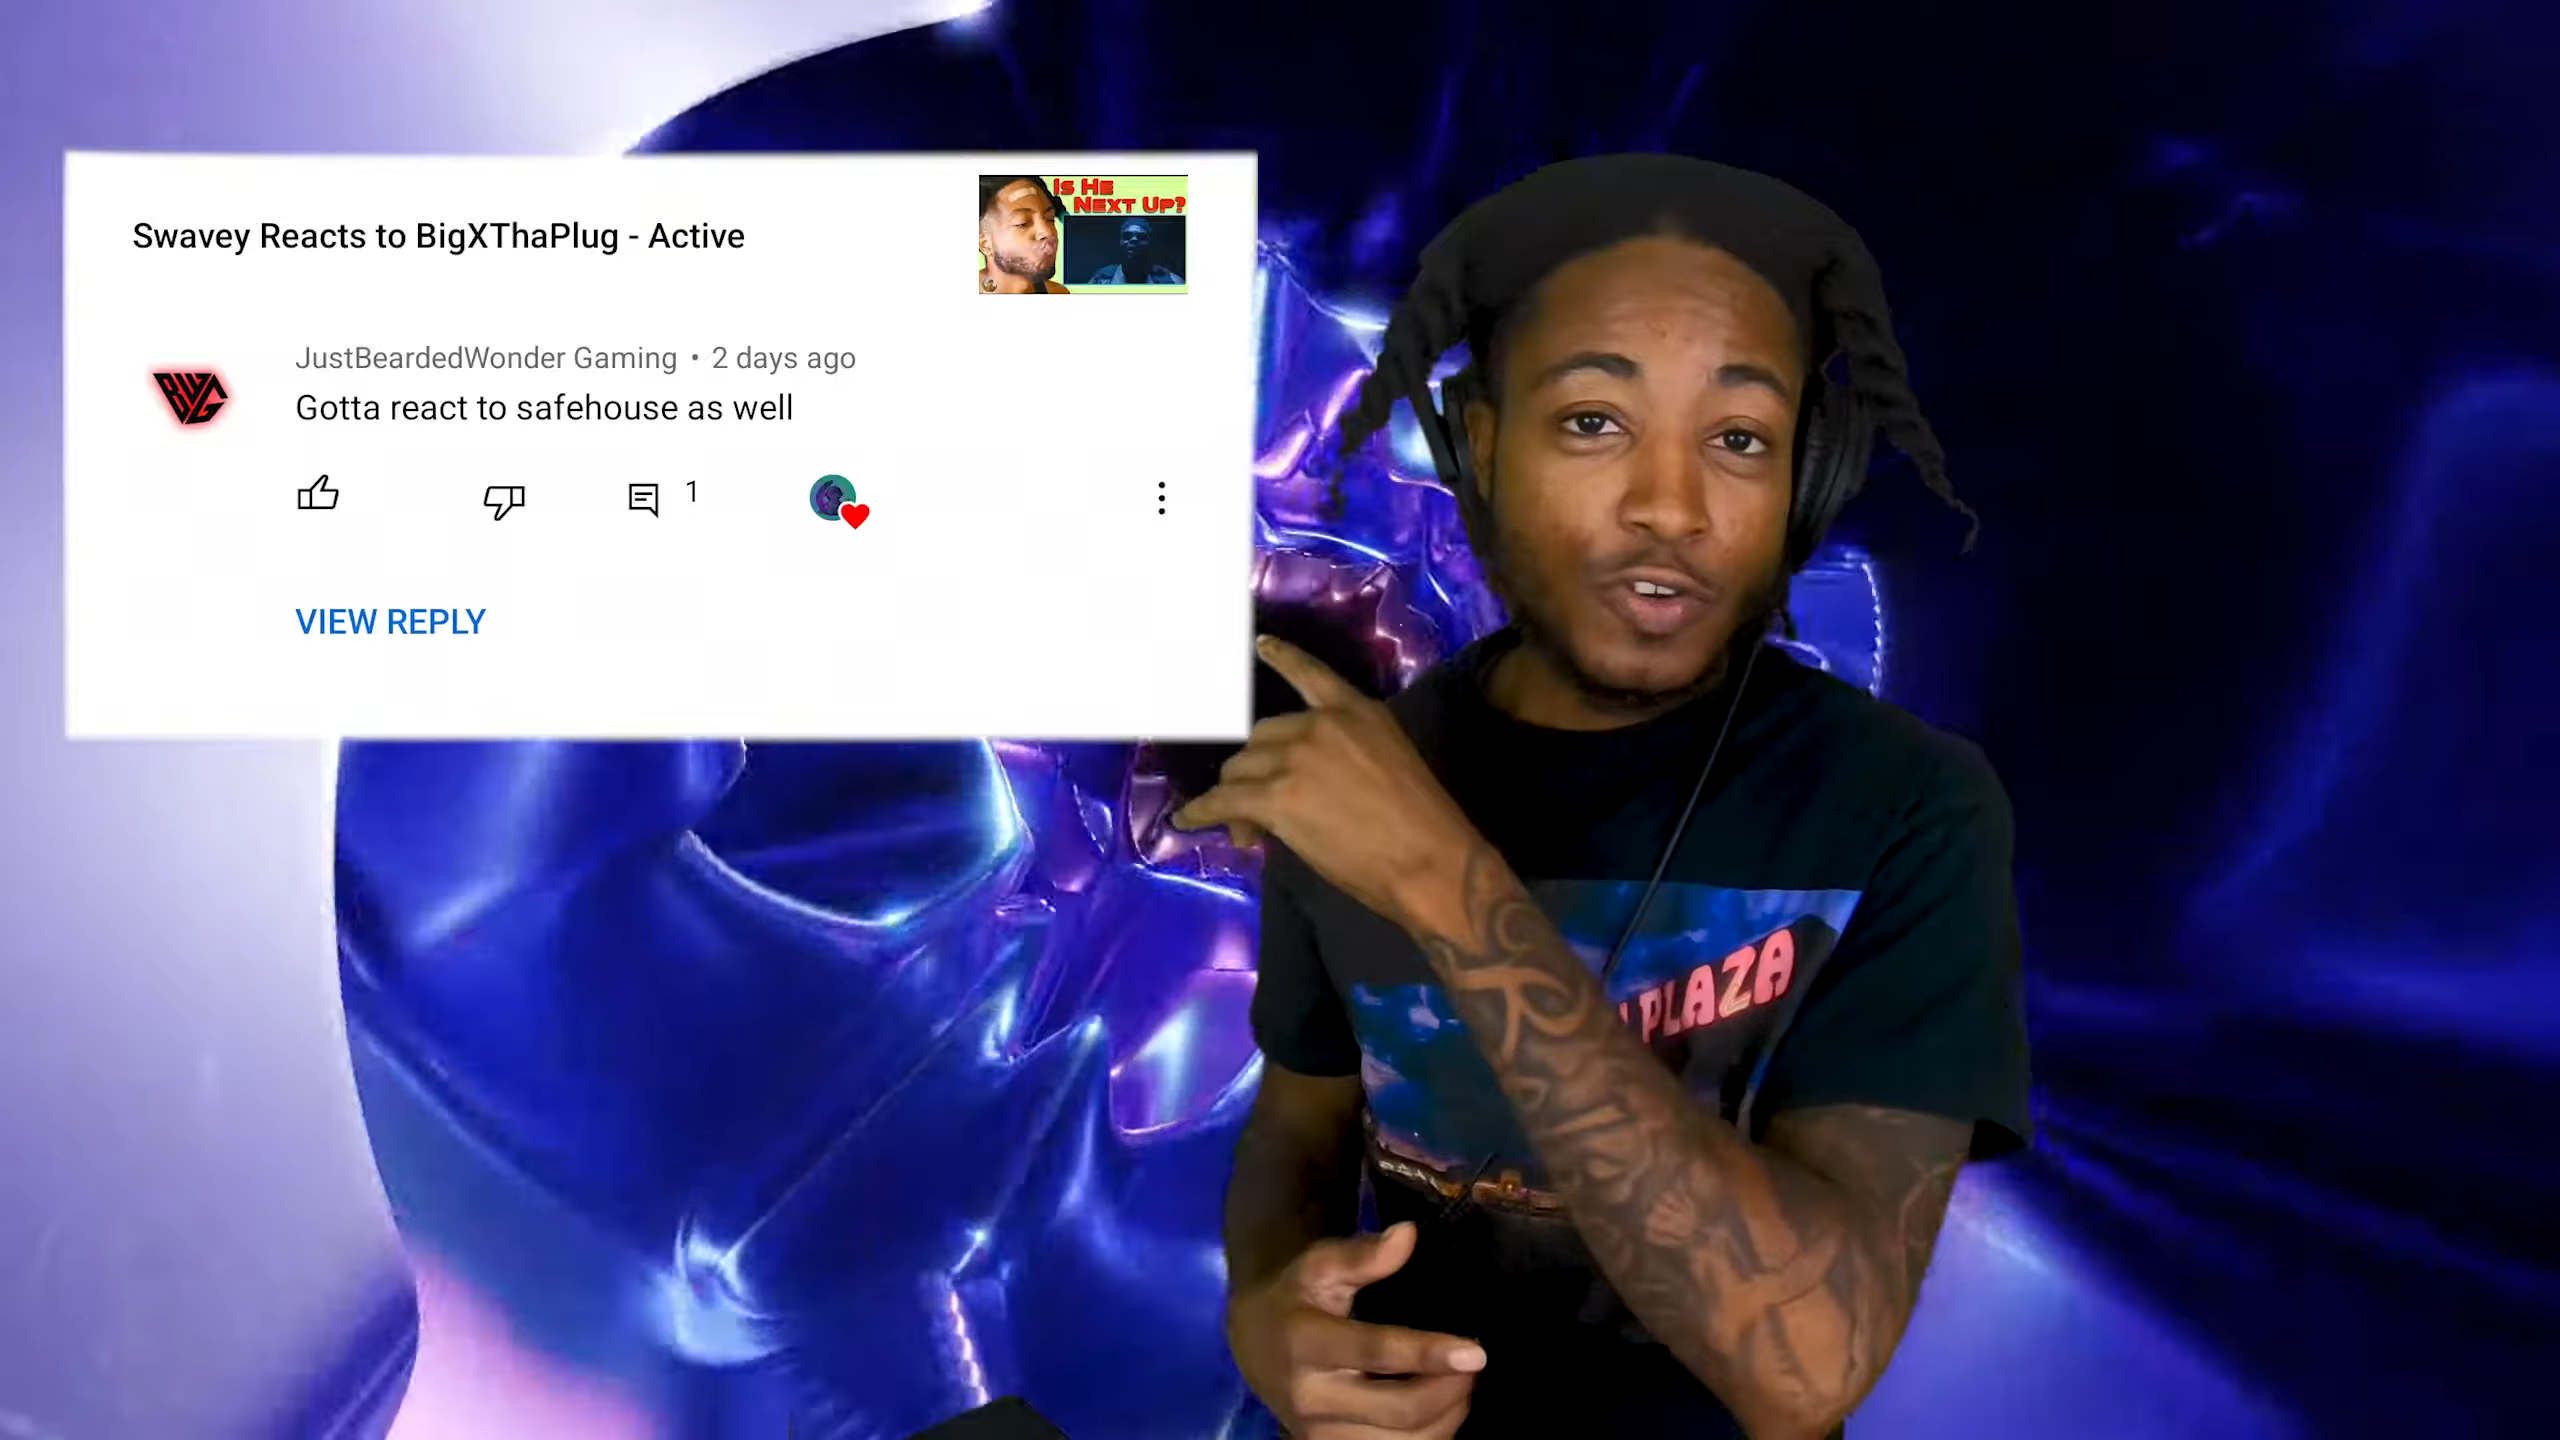 Is He
Next Up?
Swavey Reacts to BigXThaPlug - Active
JustBeardedWonder Gaming • 2 days ago
Gotta react to safehouse as well
1
VIEW REPLY
PLAZA